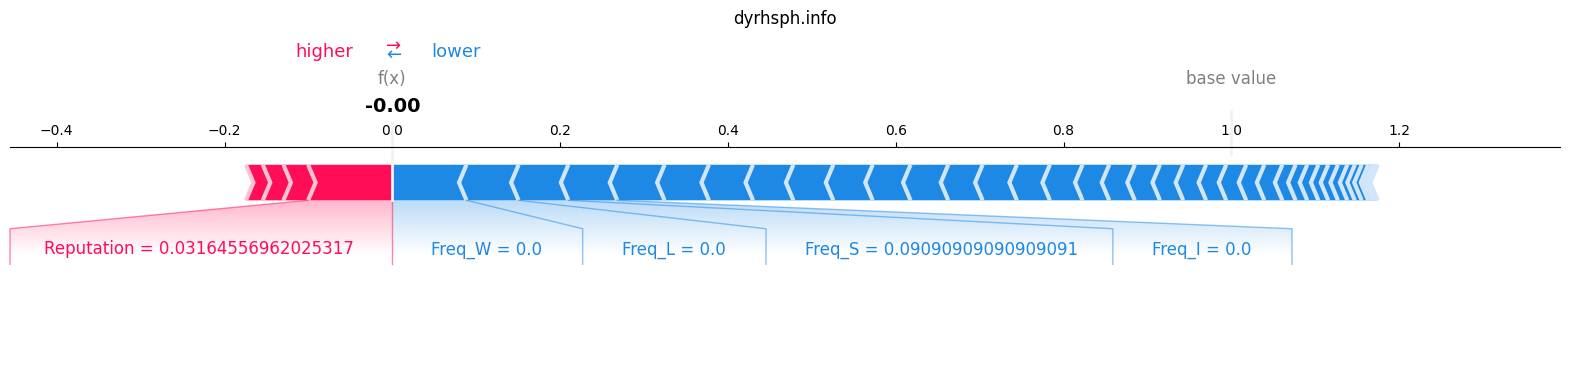 dyrhsph.info
higher ⇄ lower
f(x) base value
-0.00
−0.4 −0.2 0.0 0.2 0.4 0.6 0.8 1.0 1.2
Reputation = 0.03164556962025317 Freq_W = 0.0 Freq_L = 0.0 Freq_S = 0.09090909090909091 Freq_I = 0.0